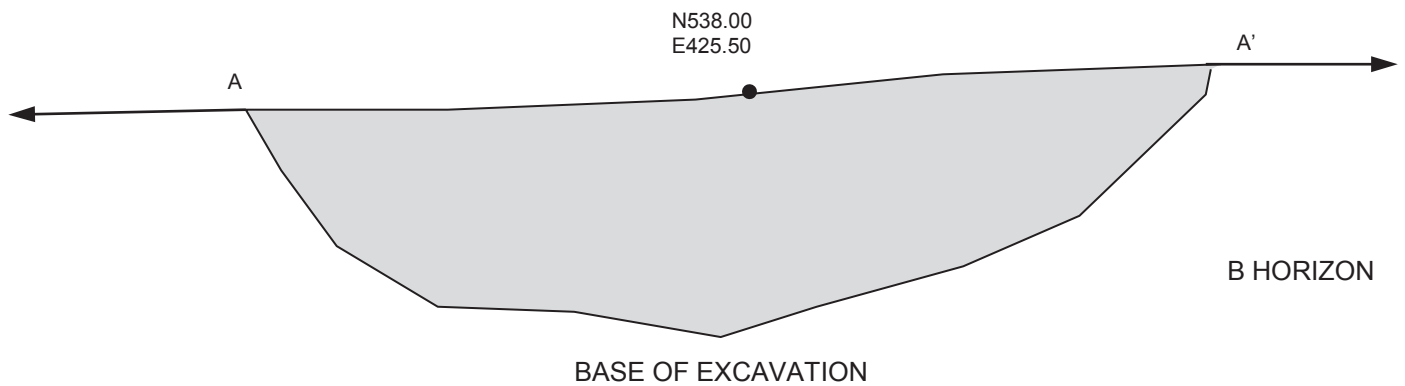 N538.00
E425.50
A
A’
B HORIZON
BASE OF EXCAVATION